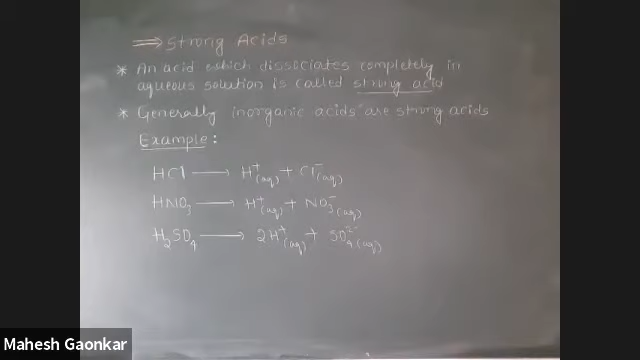 ⇒ Strong Acids
* An acid which dissociates completely in
aqueous solution is called strong acid
* Generally inorganic acids are strong acids
Example:
HCl ⟶ H⁺(aq) + Cl⁻(aq)
HNO₃ ⟶ H⁺(aq) + NO₃⁻(aq)
H₂SO₄ ⟶ 2H⁺(aq) + SO₄²⁻(aq)
Mahesh Gaonkar